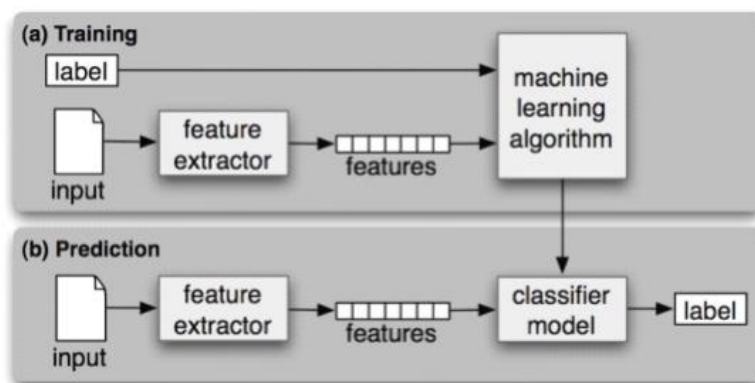 (a) Training
label
machine
learning
algorithm
feature
extractor
features
input
(b) Prediction
feature
extractor
features
classifier
model
label
input